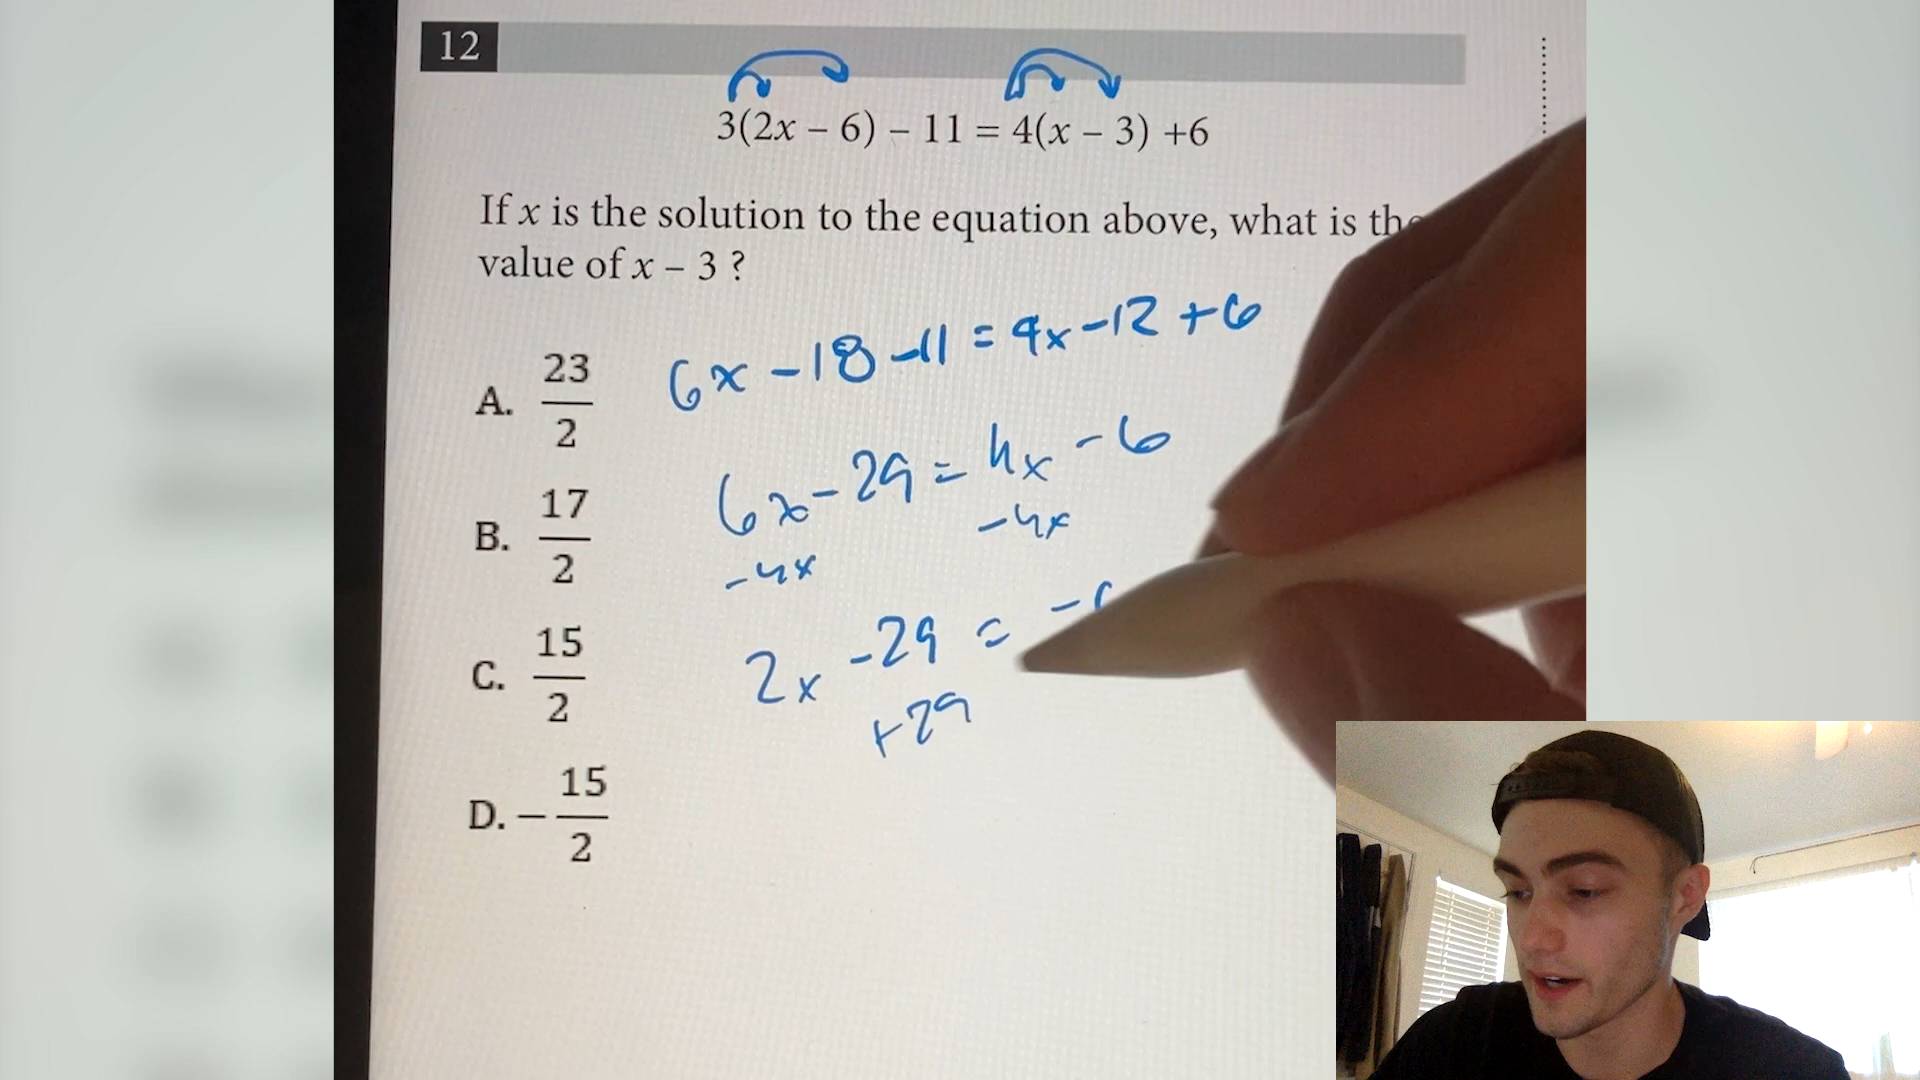 12
3(2x – 6) – 11 = 4(x – 3) +6
If x is the solution to the equation above, what is the
value of x – 3 ?
A. 23/2
B. 17/2
C. 15/2
D. – 15/2
6x - 18 - 11 = 4x - 12 + 6
6x - 29 = 4x - 6
-4x -4x
2x - 29 = -
+29